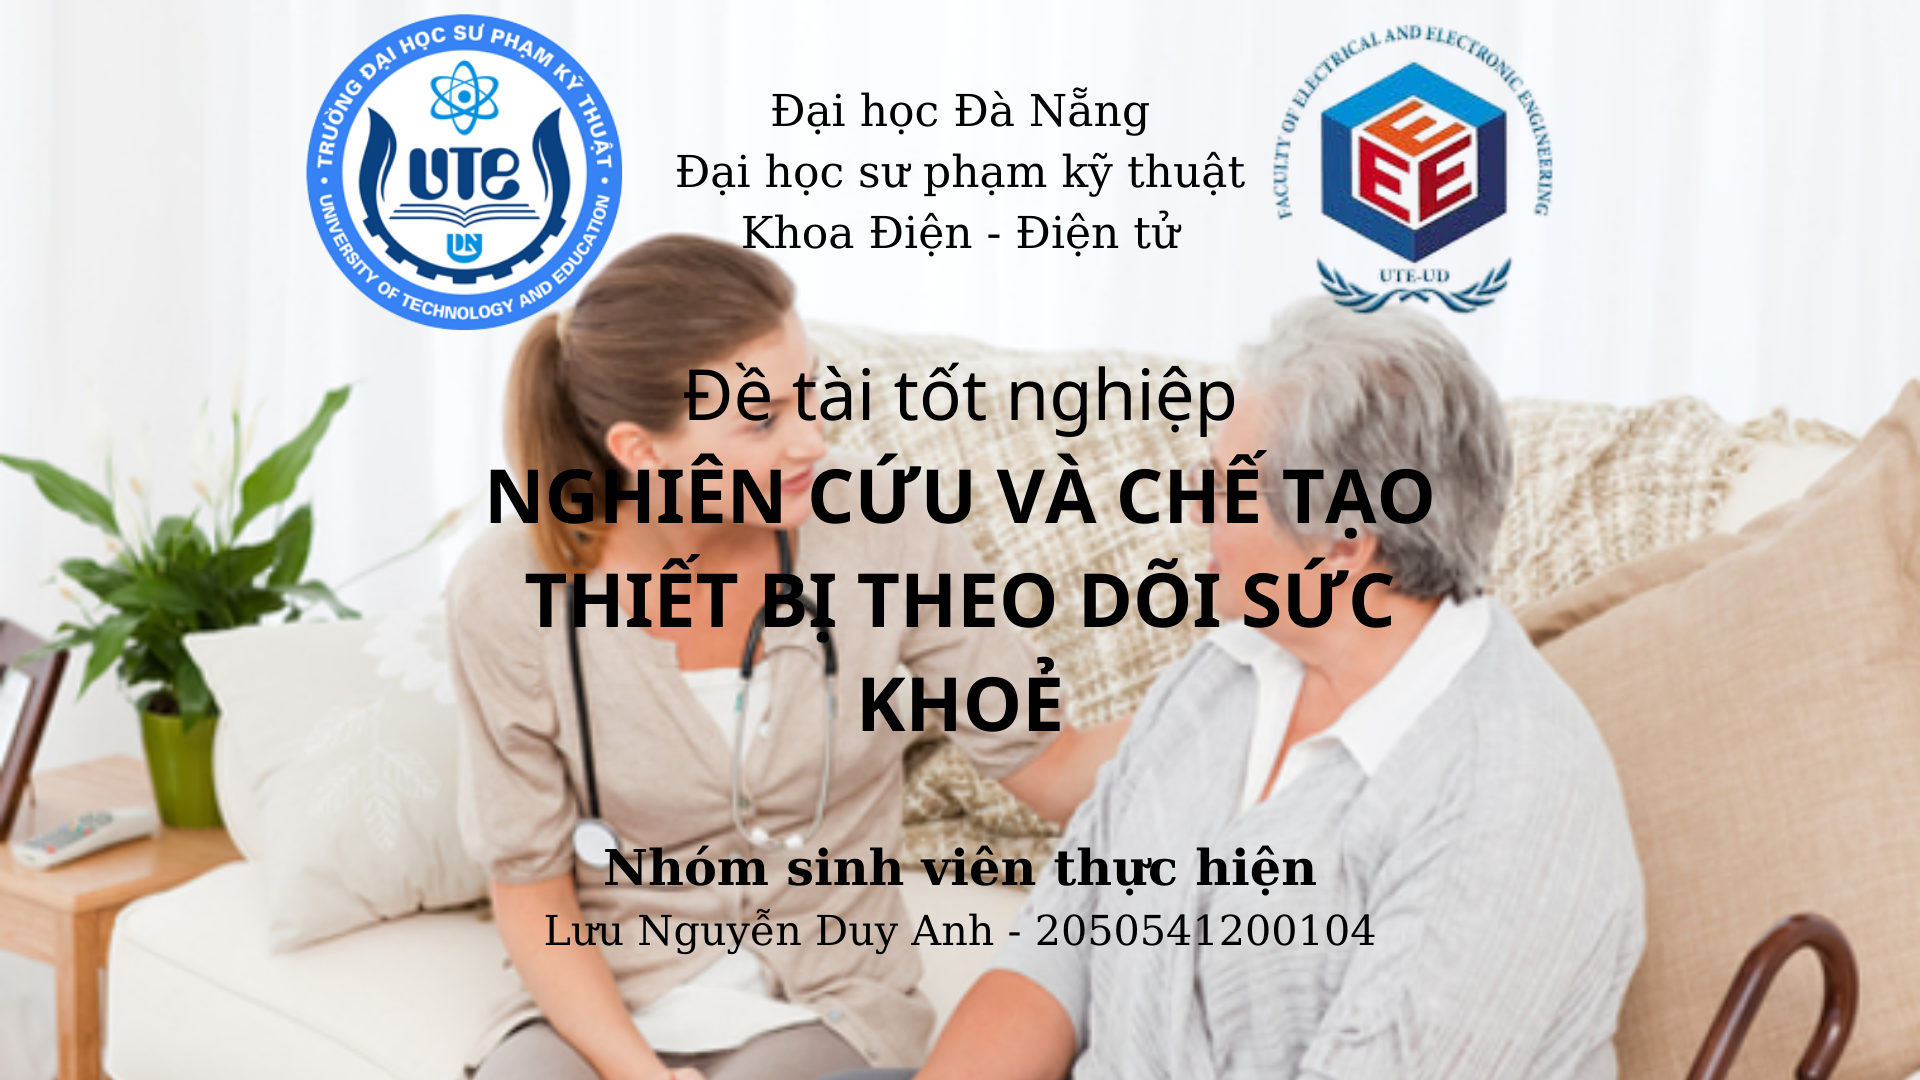 TRƯỜNG ĐẠI HỌC SƯ PHẠM KỸ THUẬT
UTE
UDN
UNIVERSITY OF TECHNOLOGY AND EDUCATION
Đại học Đà Nẵng
Đại học sư phạm kỹ thuật
Khoa Điện - Điện tử
FACULTY OF ELECTRICAL AND ELECTRONIC ENGINEERING
EEE
UTE-UD
Đề tài tốt nghiệp
NGHIÊN CỨU VÀ CHẾ TẠO
THIẾT BỊ THEO DÕI SỨC
KHOẺ
Nhóm sinh viên thực hiện
Lưu Nguyễn Duy Anh - 2050541200104